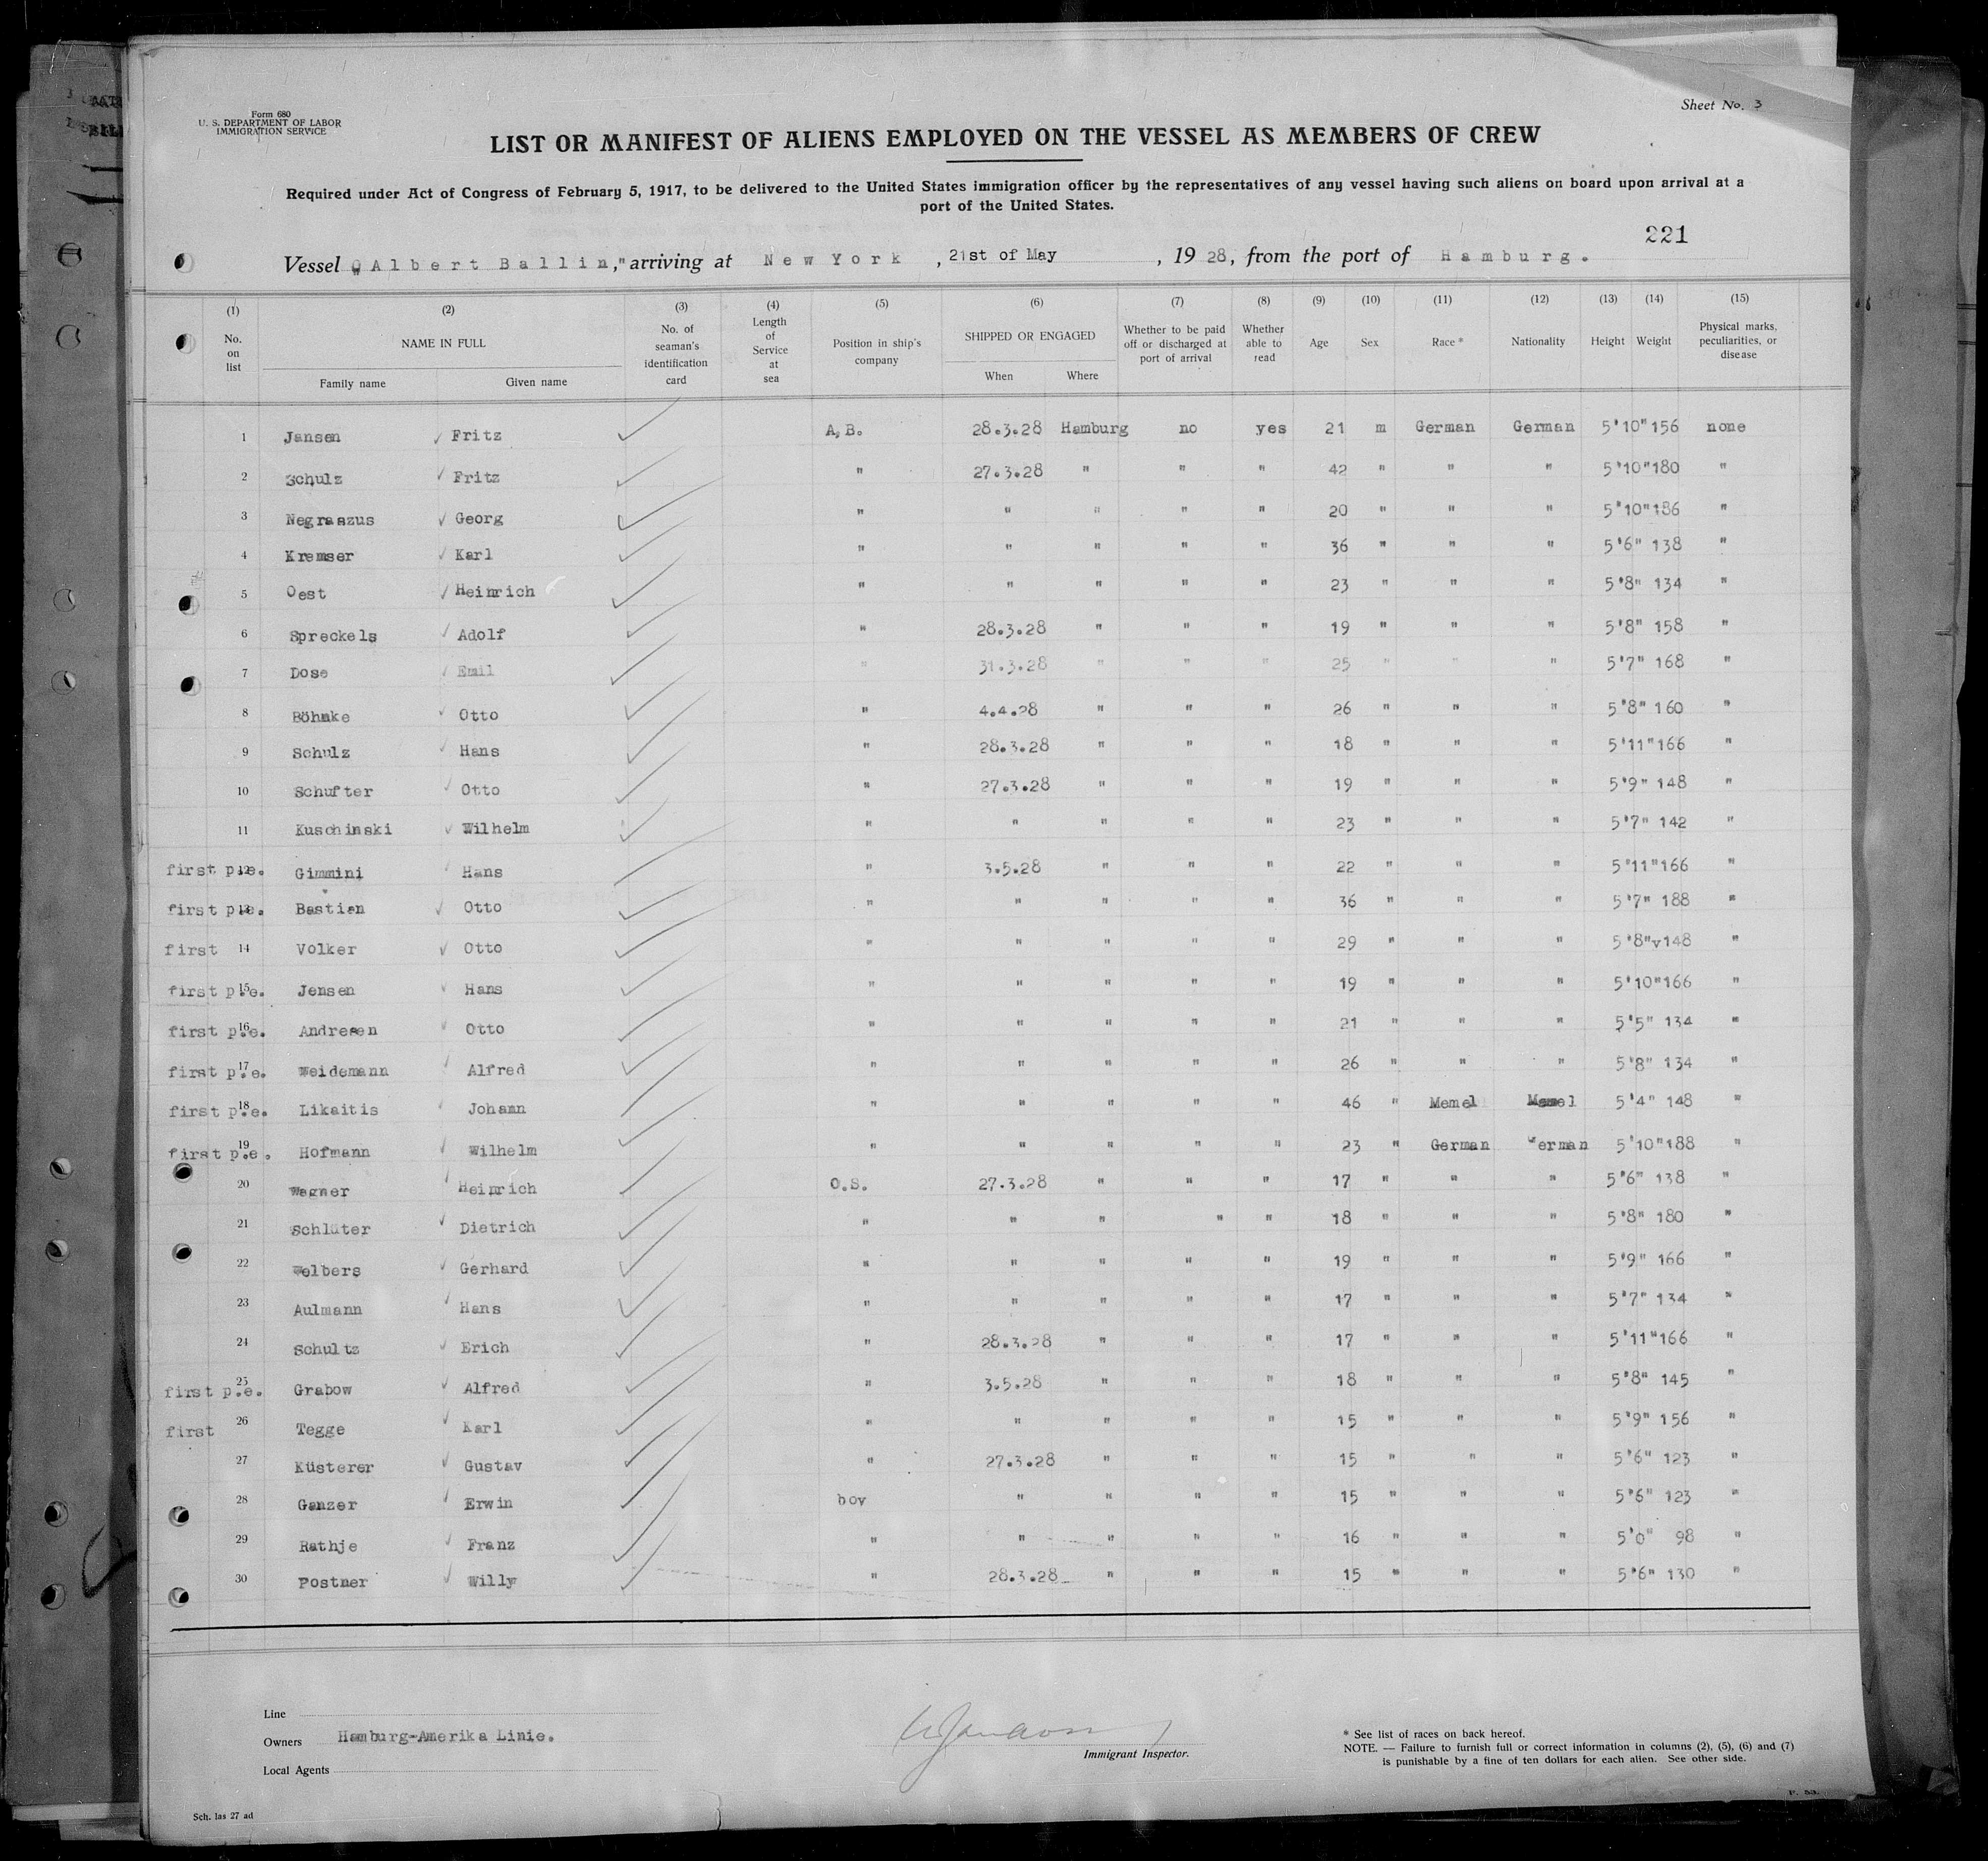 Form 680
U. S. DEPARTMENT OF LABOR
IMMIGRATION SERVICE
Sheet No. 3
LIST OR MANIFEST OF ALIENS EMPLOYED ON THE VESSEL AS MEMBERS OF CREW
Required under Act of Congress of February 5, 1917, to be delivered to the United States immigration officer by the representatives of any vessel having such aliens on board upon arrival at a
port of the United States.
221
Vessel "Albert Ballin," arriving at New York, 21st of May, 1928, from the port of Hamburg.
(1) (2) (3) (4) (5) (6) (7) (8) (9) (10) (11) (12) (13) (14) (15)
No. on list
NAME IN FULL
Family name Given name
No. of seaman's identification card
Length of Service at sea
Position in ship's company
SHIPPED OR ENGAGED
When Where
Whether to be paid off or discharged at port of arrival
Whether able to read
Age
Sex
Race *
Nationality
Height
Weight
Physical marks, peculiarities, or disease
1 Jansen Fritz A.B. 28.3.28 Hamburg no yes 21 m German German 5'10" 156 none
2 Schulz Fritz " 27.3.28 " " " 42 " " " 5'10" 180 "
3 Negraszus Georg " " " " " 20 " " " 5'10" 186 "
4 Kremser Karl " " " " " 36 " " " 5'6" 138 "
5 Oest Heinrich " " " " " 23 " " " 5'8" 134 "
6 Spreckels Adolf " 28.3.28 " " " 19 " " " 5'8" 158 "
7 Dose Emil " 31.3.28 " " " 25 " " " 5'7" 168 "
8 Böhnke Otto " 4.4.28 " " " 26 " " " 5'8" 160 "
9 Schulz Hans " 28.3.28 " " " 18 " " " 5'11" 166 "
10 Schufter Otto " 27.3.28 " " " 19 " " " 5'9" 148 "
11 Kuschinski Wilhelm " " " " " 23 " " " 5'7" 142 "
first p.e. 12 Gimmini Hans " 3.5.28 " " " 22 " " " 5'11" 166 "
first p.e. 13 Bastian Otto " " " " " 36 " " " 5'7" 188 "
first 14 Volker Otto " " " " " 29 " " " 5'8"v148 "
first p.e. 15 Jensen Hans " " " " " 19 " " " 5'10" 166 "
first p.e. 16 Andresen Otto " " " " " 21 " " " 5'5" 134 "
first p.e. 17 Weidemann Alfred " " " " " 26 " " " 5'8" 134 "
first p.e. 18 Likaitis Johann " " " " " 46 " Memel Memel 5'4" 148 "
first p.e. 19 Hofmann Wilhelm " " " " " 23 " German German 5'10" 188 "
20 Wagner Heinrich O.S. 27.3.28 " " " 17 " " " 5'6" 138 "
21 Schlüter Dietrich " " " " " 18 " " " 5'8" 180 "
22 Welbers Gerhard " " " " " 19 " " " 5'9" 166 "
23 Aulmann Hans " " " " " 17 " " " 5'7" 134 "
24 Schultz Erich " 28.3.28 " " " 17 " " " 5'11" 166 "
first p.e. 25 Grabow Alfred " 3.5.28 " " " 18 " " " 5'8" 145 "
first 26 Tegge Karl " " " " " 15 " " " 5'9" 156 "
27 Küsterer Gustav " 27.3.28 " " " 15 " " " 5'6" 123 "
28 Ganzer Erwin boy " " " " 15 " " " 5'6" 123 "
29 Rathje Franz " " " " " 16 " " " 5'0" 98 "
30 Postner Willy " 28.3.28 " " " 15 " " " 5'6" 130 "
Line
Owners Hamburg-Amerika Linie.
Local Agents
Immigrant Inspector.
* See list of races on back hereof.
NOTE. — Failure to furnish full or correct information in columns (2), (5), (6) and (7)
is punishable by a fine of ten dollars for each alien. See other side.
Sch. las 27 ad